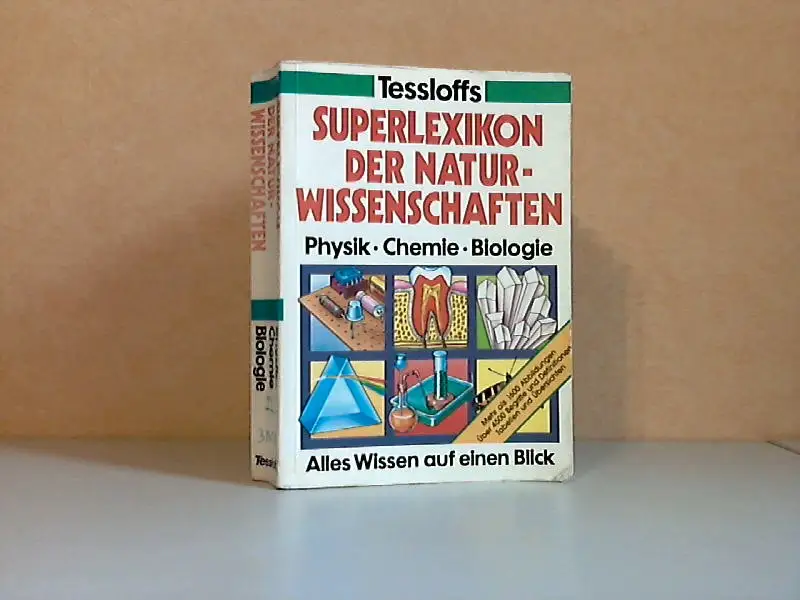 Tessloffs
SUPERLEXIKON
DER NATUR-
WISSENSCHAFTEN
Physik · Chemie · Biologie
Mehr als 1600 Abbildungen
Über 4500 Begriffe und Definitionen
Tabellen und Übersichten
Alles Wissen auf einen Blick
DER NATUR-
WISSENSCHAFTEN
Chemie
Biologie